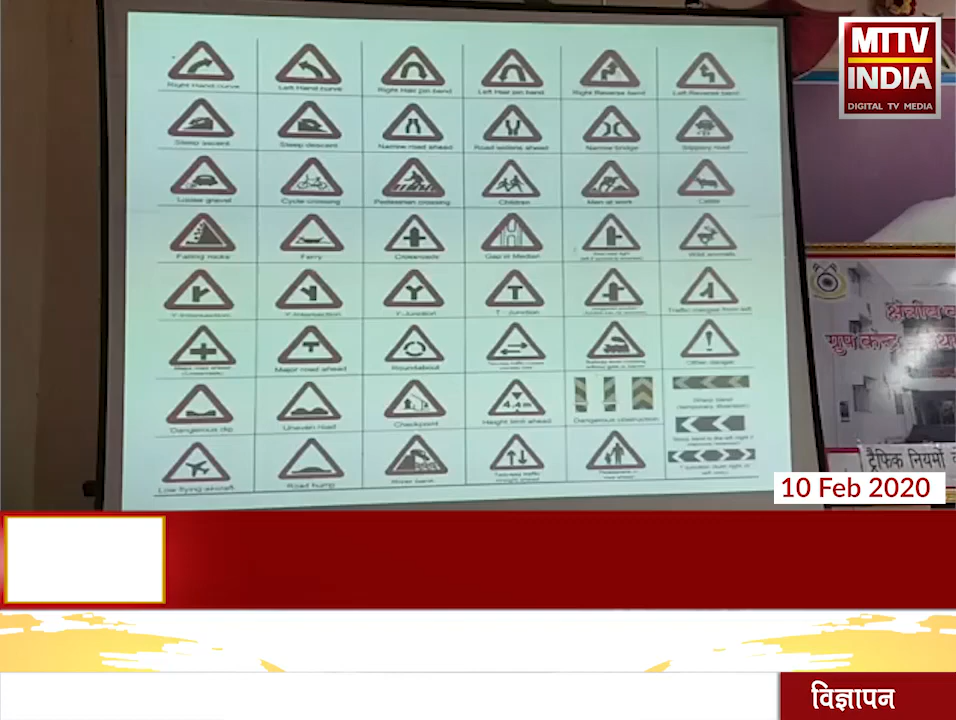 MTTV
INDIA
DIGITAL TV MEDIA
Right Hand curve
Left Hand curve
Right Hair pin bend
Left Hair pin bend
Right Reverse bend
Left Reverse bend
Steep ascent
Steep descent
Narrow road ahead
Road widens ahead
Narrow bridge
Slippery road
Loose gravel
Cycle crossing
Pedestrian crossing
Children
Men at work
Cattle
Falling rocks
Ferry
Crossroads
Gap in Median
Wild animals
Y-Intersection
Y-Intersection
Y-Junction
T - Junction
Traffic merges from left
Major road ahead
Major road ahead
Roundabout
Other danger
Dangerous dip
Uneven road
Checkpoint
4.4m
Height limit ahead
Dangerous obstruction
Low flying aircraft
Road hump
River bank
ट्रैफिक नियमों
10 Feb 2020
विज्ञापन